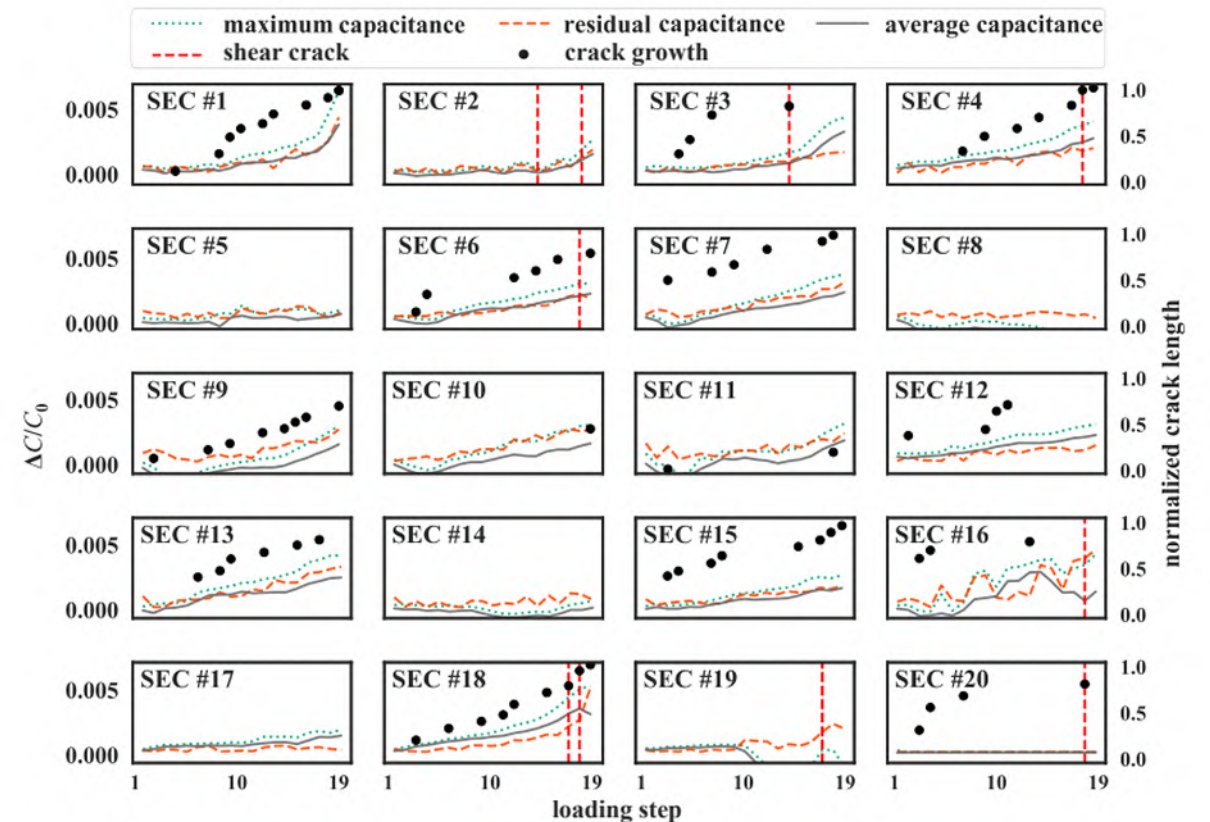 maximum capacitance residual capacitance average capacitance
shear crack crack growth
SEC #1 SEC #2 SEC #3 SEC #4
0.005 1.0
0.5
0.000 0.0
SEC #5 SEC #6 SEC #7 SEC #8
0.005 1.0
0.5
0.000 0.0
SEC #9 SEC #10 SEC #11 SEC #12
0.005 1.0
0.5
0.000 0.0
SEC #13 SEC #14 SEC #15 SEC #16
0.005 1.0
0.5
0.000 0.0
SEC #17 SEC #18 SEC #19 SEC #20
0.005 1.0
0.5
0.000 0.0
1 10 19 1 10 19 1 10 19 1 10 19
loading step
ΔC/C₀
normalized crack length